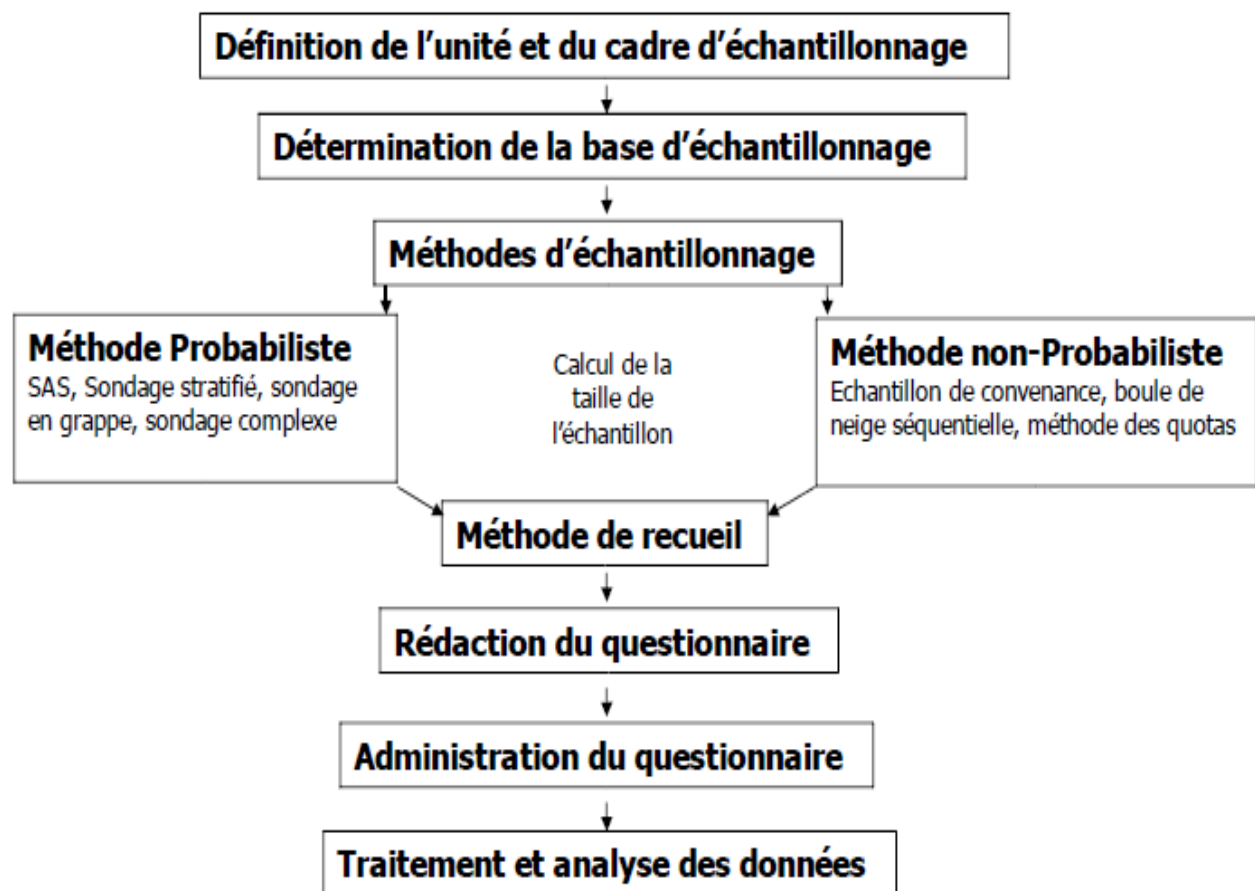 Définition de l'unité et du cadre d'échantillonnage
Détermination de la base d'échantillonnage
Méthodes d'échantillonnage
Méthode Probabiliste
SAS, Sondage stratifié, sondage
en grappe, sondage complexe
Calcul de la
taille de
l'échantillon
Méthode non-Probabiliste
Echantillon de convenance, boule de
neige séquentielle, méthode des quotas
Méthode de recueil
Rédaction du questionnaire
Administration du questionnaire
Traitement et analyse des données